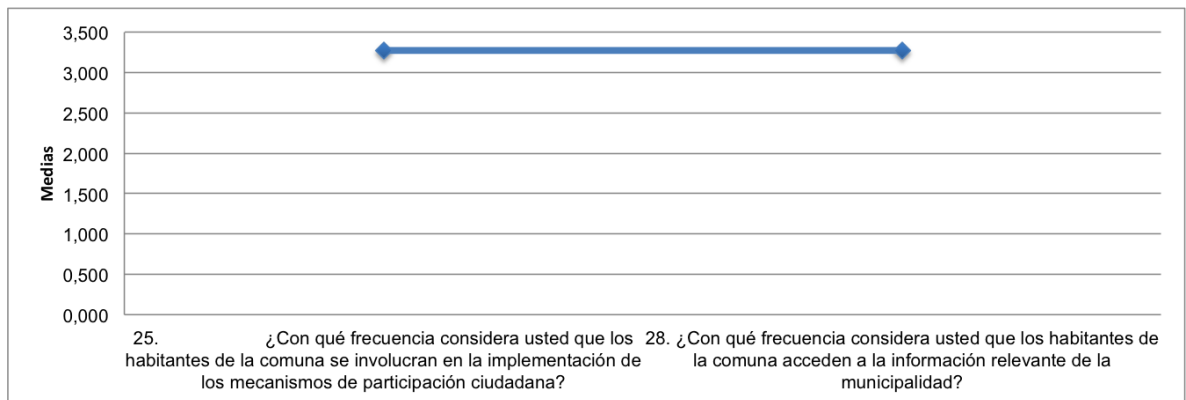 3,500
3,000
2,500
2,000
1,500
1,000
0,500
0,000
Medias
25. ¿Con qué frecuencia considera usted que los
habitantes de la comuna se involucran en la implementación de
los mecanismos de participación ciudadana?
28. ¿Con qué frecuencia considera usted que los habitantes de
la comuna acceden a la información relevante de la
municipalidad?